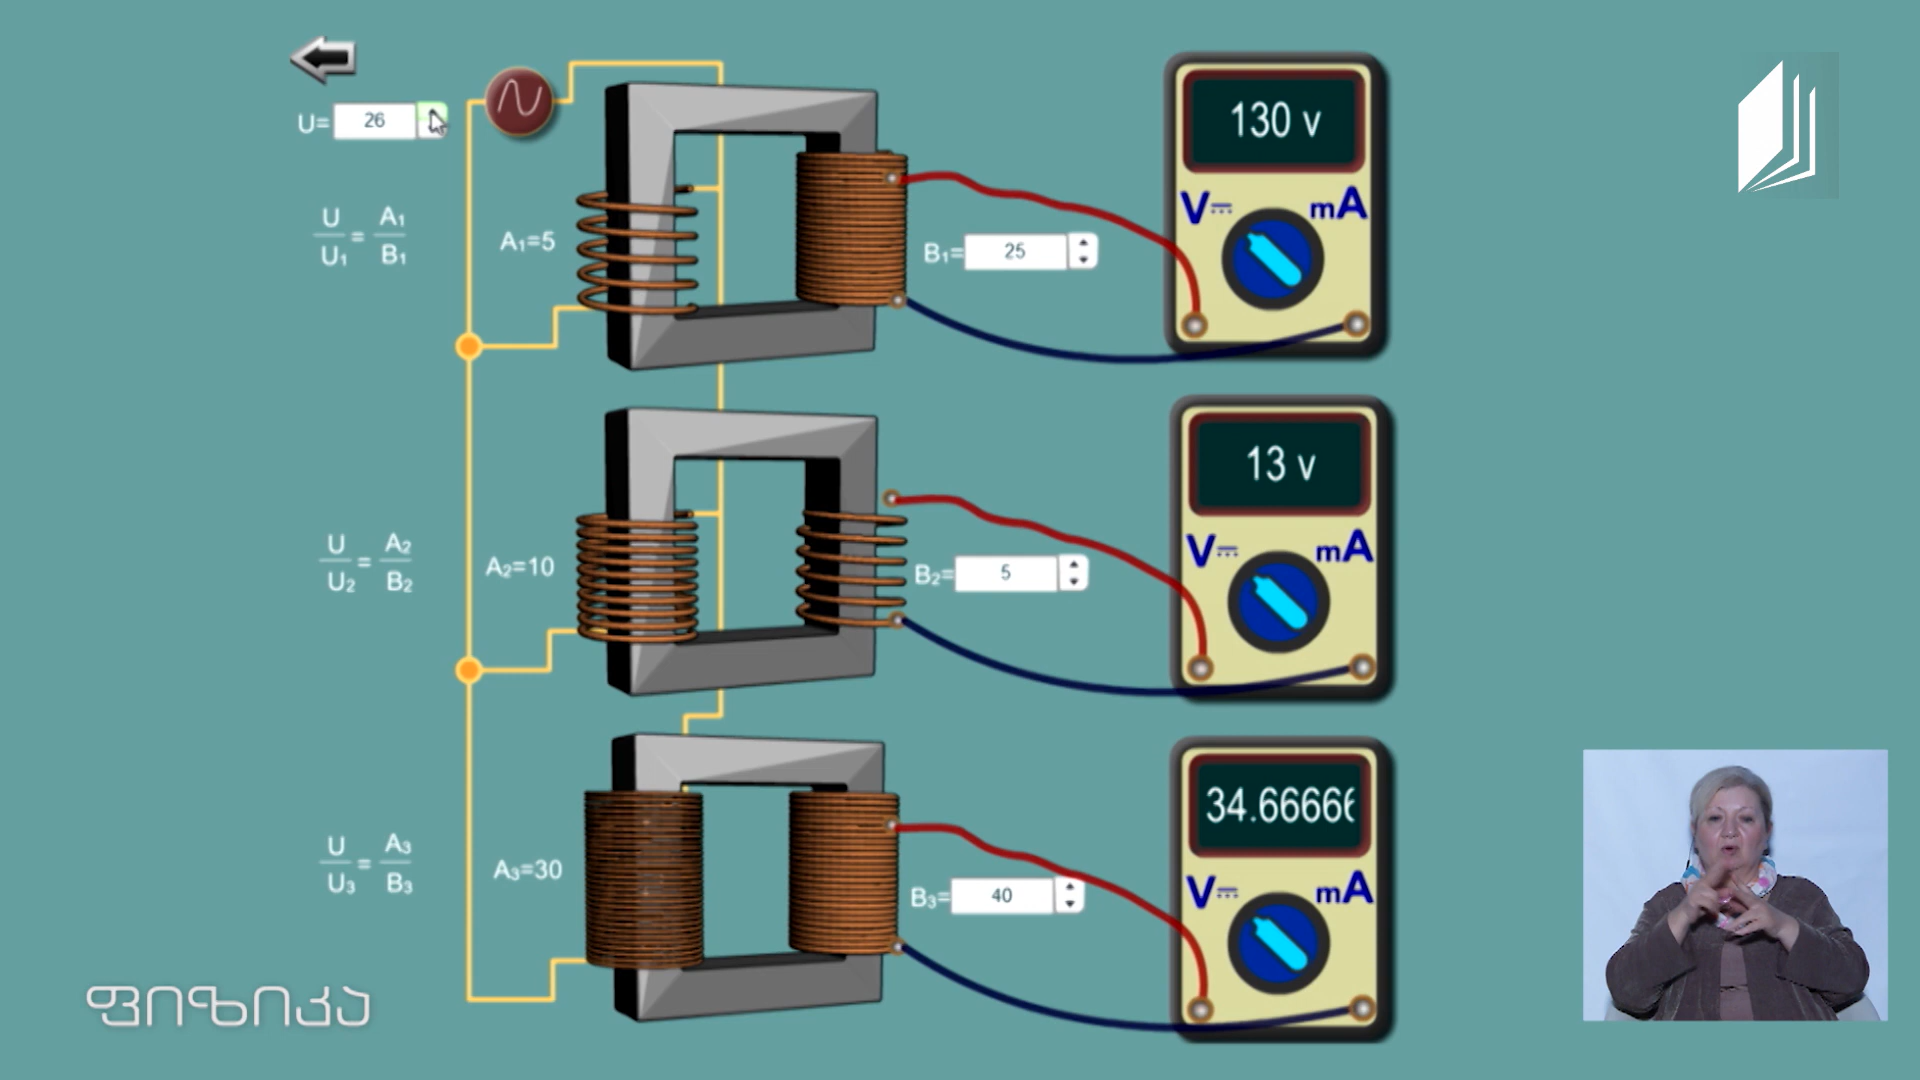 U= 26
130 v
V mA
U/U₁ = A₁/B₁
A₁=5
B₁= 25
13 v
V mA
U/U₂ = A₂/B₂
A₂=10
B₂= 5
34.66666
V mA
U/U₃ = A₃/B₃
A₃=30
B₃= 40
ფიზიკა